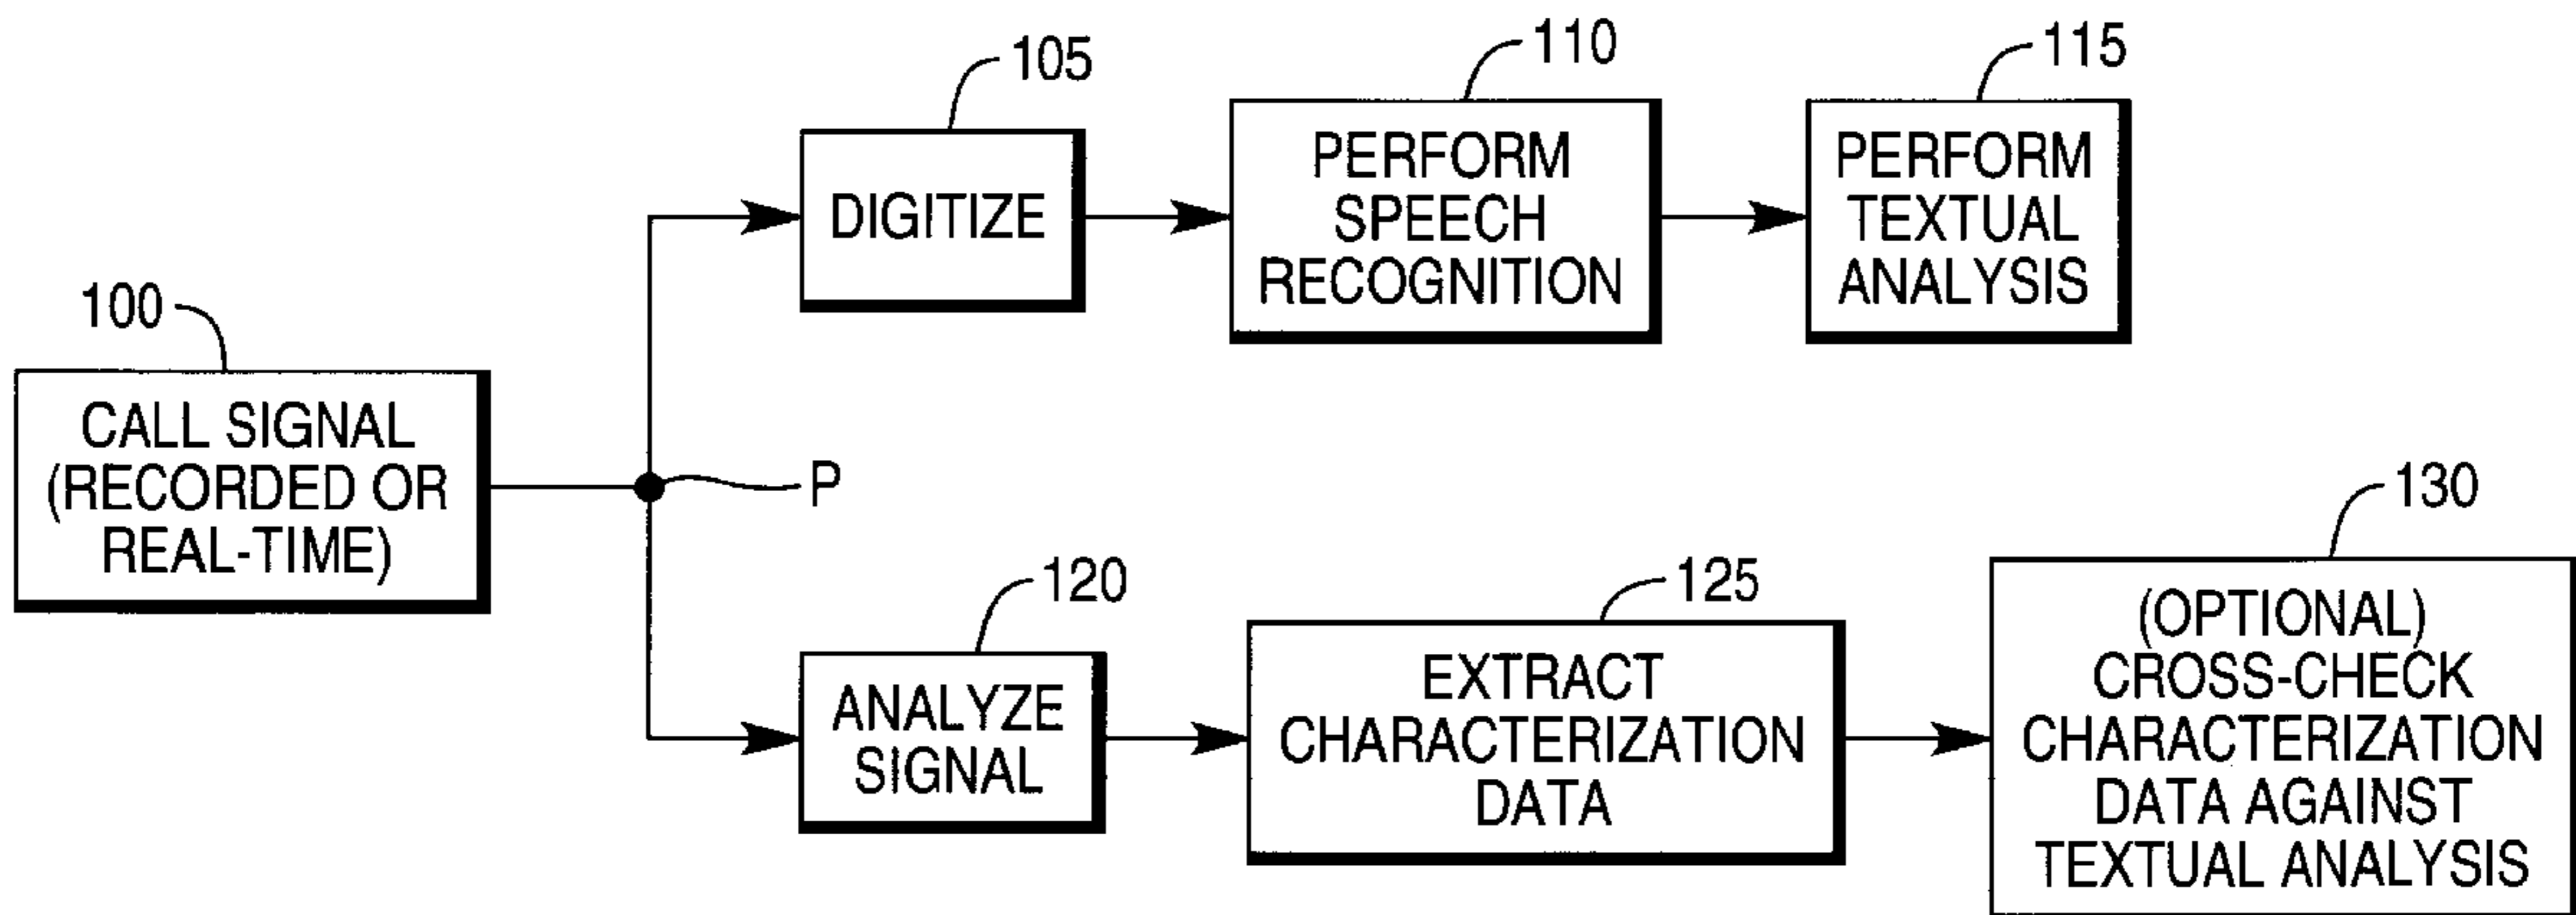 105
110
115
DIGITIZE
PERFORM
SPEECH
RECOGNITION
PERFORM
TEXTUAL
ANALYSIS
100
CALL SIGNAL
(RECORDED OR
REAL-TIME)
P
120
125
130
ANALYZE
SIGNAL
EXTRACT
CHARACTERIZATION
DATA
(OPTIONAL)
CROSS-CHECK
CHARACTERIZATION
DATA AGAINST
TEXTUAL ANALYSIS